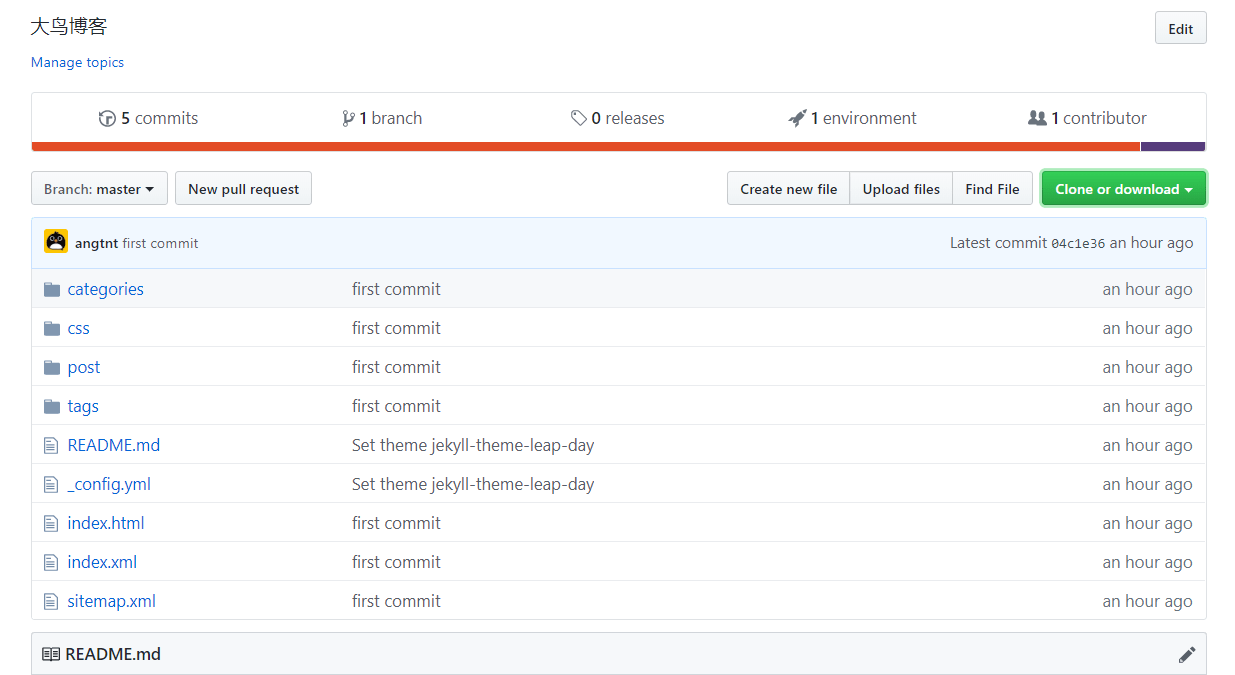 大鸟博客
Edit
Manage topics
5 commits 1 branch 0 releases 1 environment 1 contributor
Branch: master New pull request Create new file Upload files Find File Clone or download
angtnt first commit Latest commit 04c1e36 an hour ago
categories first commit an hour ago
css first commit an hour ago
post first commit an hour ago
tags first commit an hour ago
README.md Set theme jekyll-theme-leap-day an hour ago
_config.yml Set theme jekyll-theme-leap-day an hour ago
index.html first commit an hour ago
index.xml first commit an hour ago
sitemap.xml first commit an hour ago
README.md